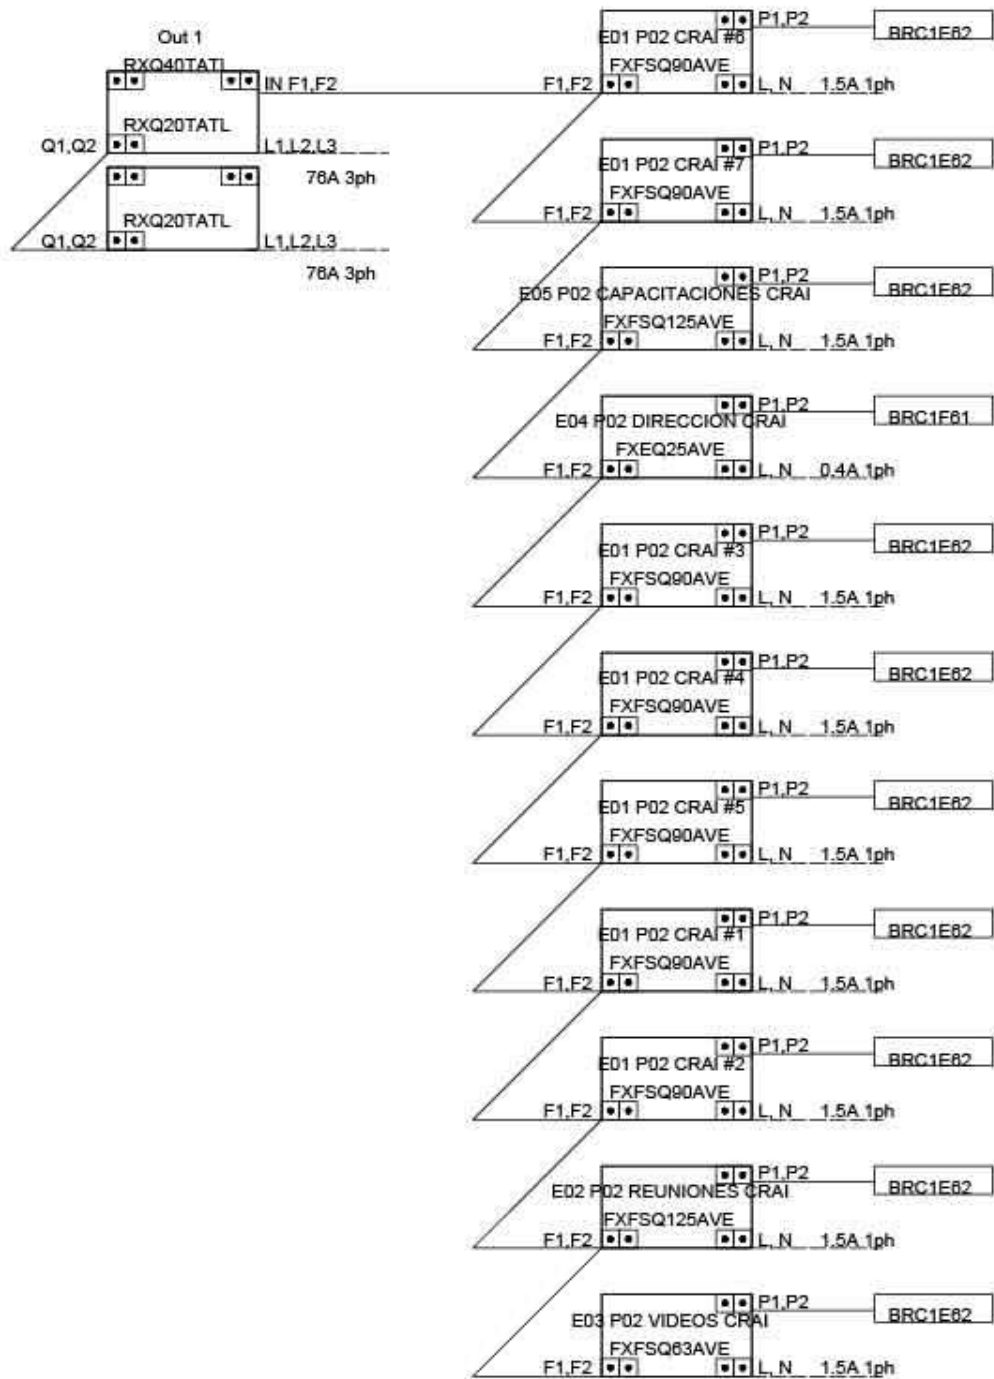 Out 1
RXQ40TATL
IN F1,F2
RXQ20TATL
Q1,Q2
L1,L2,L3
76A 3ph
RXQ20TATL
Q1,Q2
L1,L2,L3
76A 3ph
P1,P2
BRC1E62
E01 P02 CRAI #6
FXFSQ90AVE
F1,F2
L, N
1.5A 1ph
P1,P2
BRC1E62
E01 P02 CRAI #7
FXFSQ90AVE
F1,F2
L, N
1.5A 1ph
P1,P2
BRC1E62
E05 P02 CAPACITACIONES CRAI
FXFSQ125AVE
F1,F2
L, N
1.5A 1ph
P1,P2
BRC1F61
E04 P02 DIRECCION CRAI
FXEQ25AVE
F1,F2
L, N
0.4A 1ph
P1,P2
BRC1E62
E01 P02 CRAI #3
FXFSQ90AVE
F1,F2
L, N
1.5A 1ph
P1,P2
BRC1E62
E01 P02 CRAI #4
FXFSQ90AVE
F1,F2
L, N
1.5A 1ph
P1,P2
BRC1E62
E01 P02 CRAI #5
FXFSQ90AVE
F1,F2
L, N
1.5A 1ph
P1,P2
BRC1E62
E01 P02 CRAI #1
FXFSQ90AVE
F1,F2
L, N
1.5A 1ph
P1,P2
BRC1E62
E01 P02 CRAI #2
FXFSQ90AVE
F1,F2
L, N
1.5A 1ph
P1,P2
BRC1E62
E02 P02 REUNIONES CRAI
FXFSQ125AVE
F1,F2
L, N
1.5A 1ph
P1,P2
BRC1E62
E03 P02 VIDEOS CRAI
FXFSQ63AVE
F1,F2
L, N
1.5A 1ph